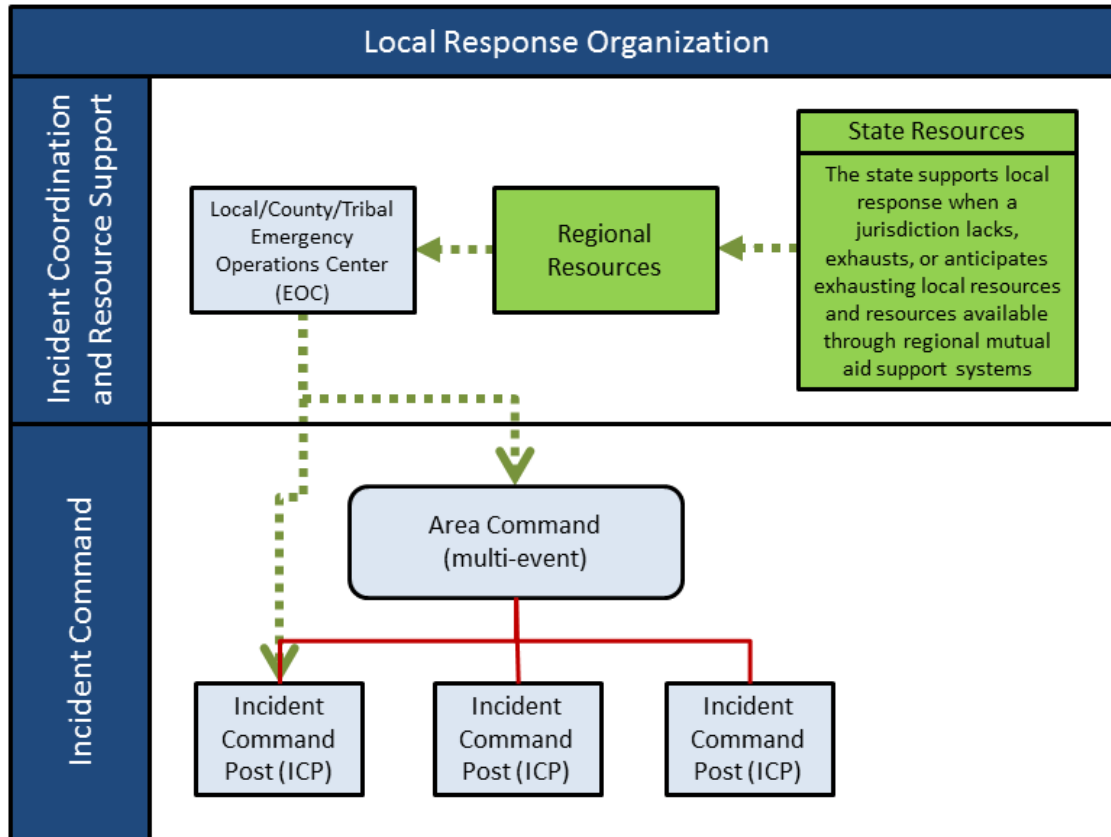 Local Response Organization
Incident Coordination
and Resource Support
Local/County/Tribal
Emergency
Operations Center
(EOC)
Regional
Resources
State Resources
The state supports local
response when a
jurisdiction lacks,
exhausts, or anticipates
exhausting local resources
and resources available
through regional mutual
aid support systems
Incident Command
Area Command
(multi-event)
Incident
Command
Post (ICP)
Incident
Command
Post (ICP)
Incident
Command
Post (ICP)